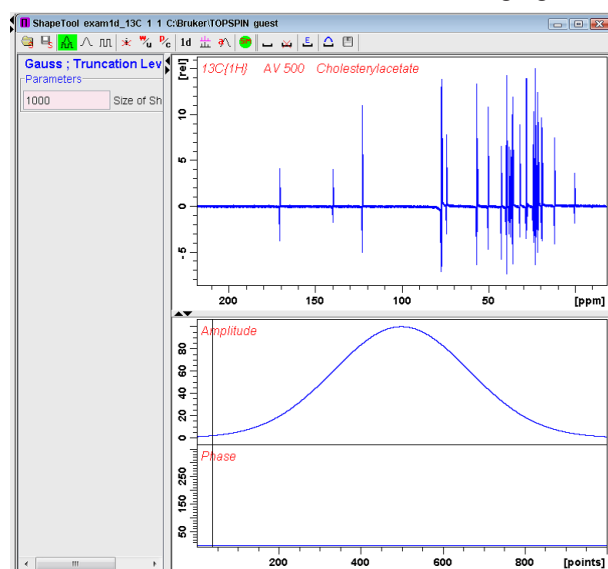 ShapeTool exam1d_13C 1 1 C:\Bruker\TOPSPIN guest
W/u P/c 1d
Gauss ; Truncation Lev
Parameters
1000 Size of Sh
[rel]
13C{1H} AV 500 Cholesterylacetate
15
10
5
0
-5
200 150 100 50 [ppm]
Amplitude
80
60
40
20
0
Phase
250
150
50
200 400 600 800 [points]